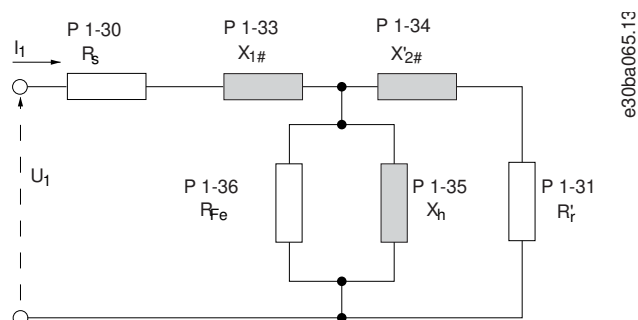 P 1-30
Rs
I1
P 1-33
X1#
P 1-34
X'2#
U1
P 1-36
RFe
P 1-35
Xh
P 1-31
R'r
e30ba065.13